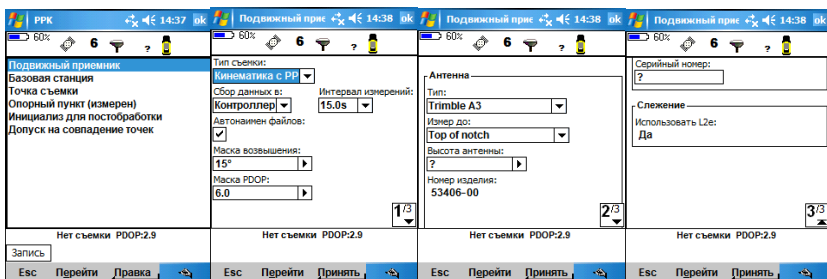 PPK 14:37 ok
60%
6
?
Подвижный приемник
Базовая станция
Точка съемки
Опорный пункт (измерен)
Инициализ для постобработки
Допуск на совпадение точек
Нет съемки PDOP:2.9
Запись
Esc Перейти Правка
Подвижный прие 14:38 ok
60%
6
?
Тип съемки:
Кинематика с PP
Сбор данных в: Интервал измерений:
Контроллер 15.0s
Автонаимен файлов:
Маска возвышения:
15°
Маска PDOP:
6.0
1/3
Нет съемки PDOP:2.9
Esc Перейти Принять
Подвижный прие 14:38 ok
60%
6
?
Антенна
Тип:
Trimble A3
Измер до:
Top of notch
Высота антенны:
?
Номер изделия:
53406-00
2/3
Нет съемки PDOP:2.9
Esc Перейти Принять
Подвижный прие 14:38 ok
60%
6
?
Серийный номер:
?
Слежение
Использовать L2e:
Да
3/3
Нет съемки PDOP:2.9
Esc Перейти Принять